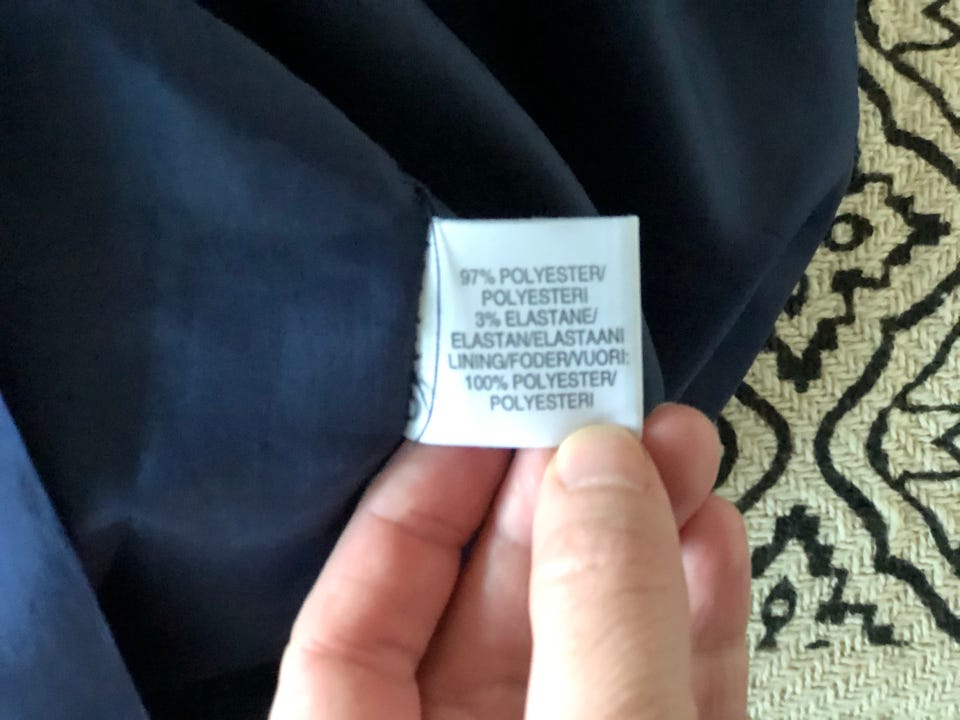 97% POLYESTER/
POLYESTERI
3% ELASTANE/
ELASTAN/ELASTAANI
LINING/FODER/VUORI:
100% POLYESTER/
POLYESTERI